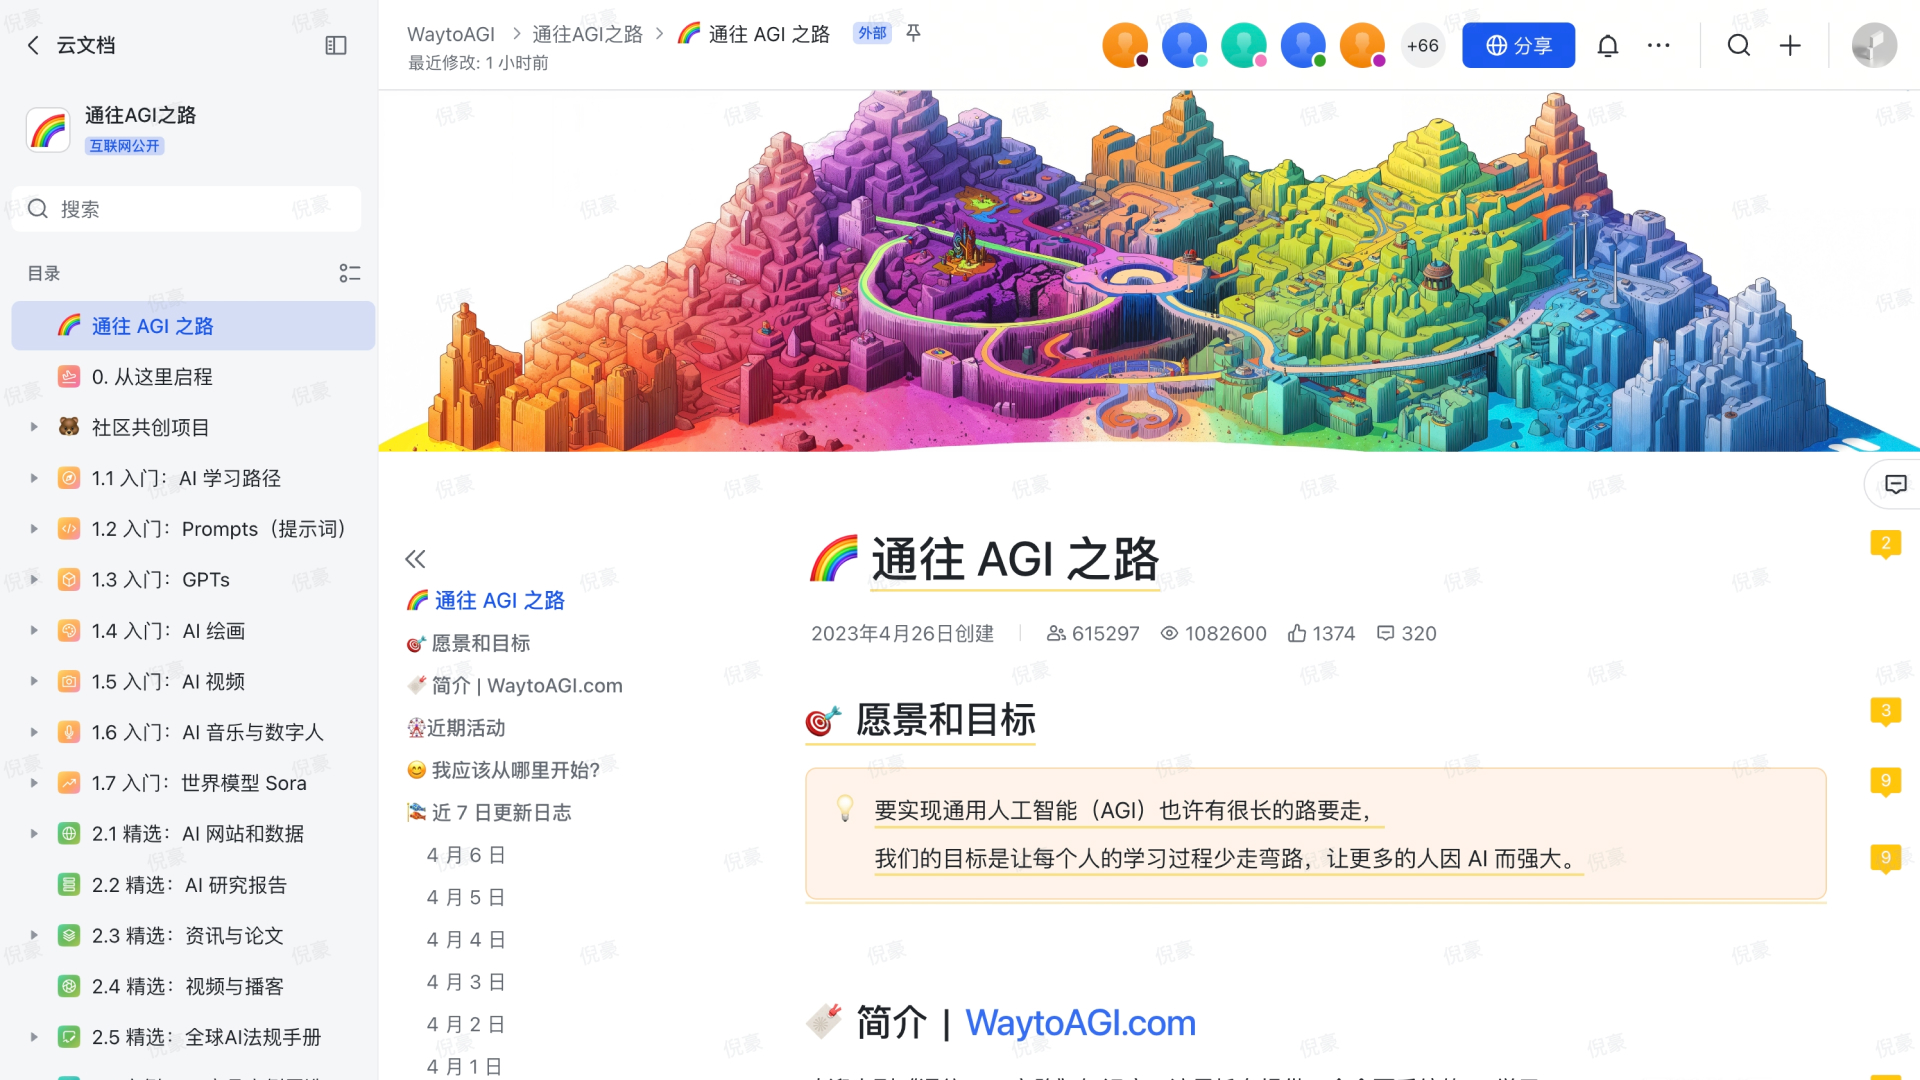 云文档
通往AGI之路
互联网公开
搜索
目录
通往 AGI 之路
0. 从这里启程
社区共创项目
1.1 入门：AI 学习路径
1.2 入门：Prompts（提示词）
1.3 入门：GPTs
1.4 入门：AI 绘画
1.5 入门：AI 视频
1.6 入门：AI 音乐与数字人
1.7 入门：世界模型 Sora
2.1 精选：AI 网站和数据
2.2 精选：AI 研究报告
2.3 精选：资讯与论文
2.4 精选：视频与播客
2.5 精选：全球AI法规手册
WaytoAGI > 通往AGI之路 > 通往 AGI 之路 外部
最近修改: 1 小时前
+66
分享
通往 AGI 之路
愿景和目标
简介 | WaytoAGI.com
近期活动
我应该从哪里开始？
近 7 日更新日志
4 月 6 日
4 月 5 日
4 月 4 日
4 月 3 日
4 月 2 日
4 月 1 日
通往 AGI 之路
2023年4月26日创建 615297 1082600 1374 320
愿景和目标
要实现通用人工智能（AGI）也许有很长的路要走，
我们的目标是让每个人的学习过程少走弯路，让更多的人因 AI 而强大。
简介 | WaytoAGI.com
2
3
9
9
倪豪